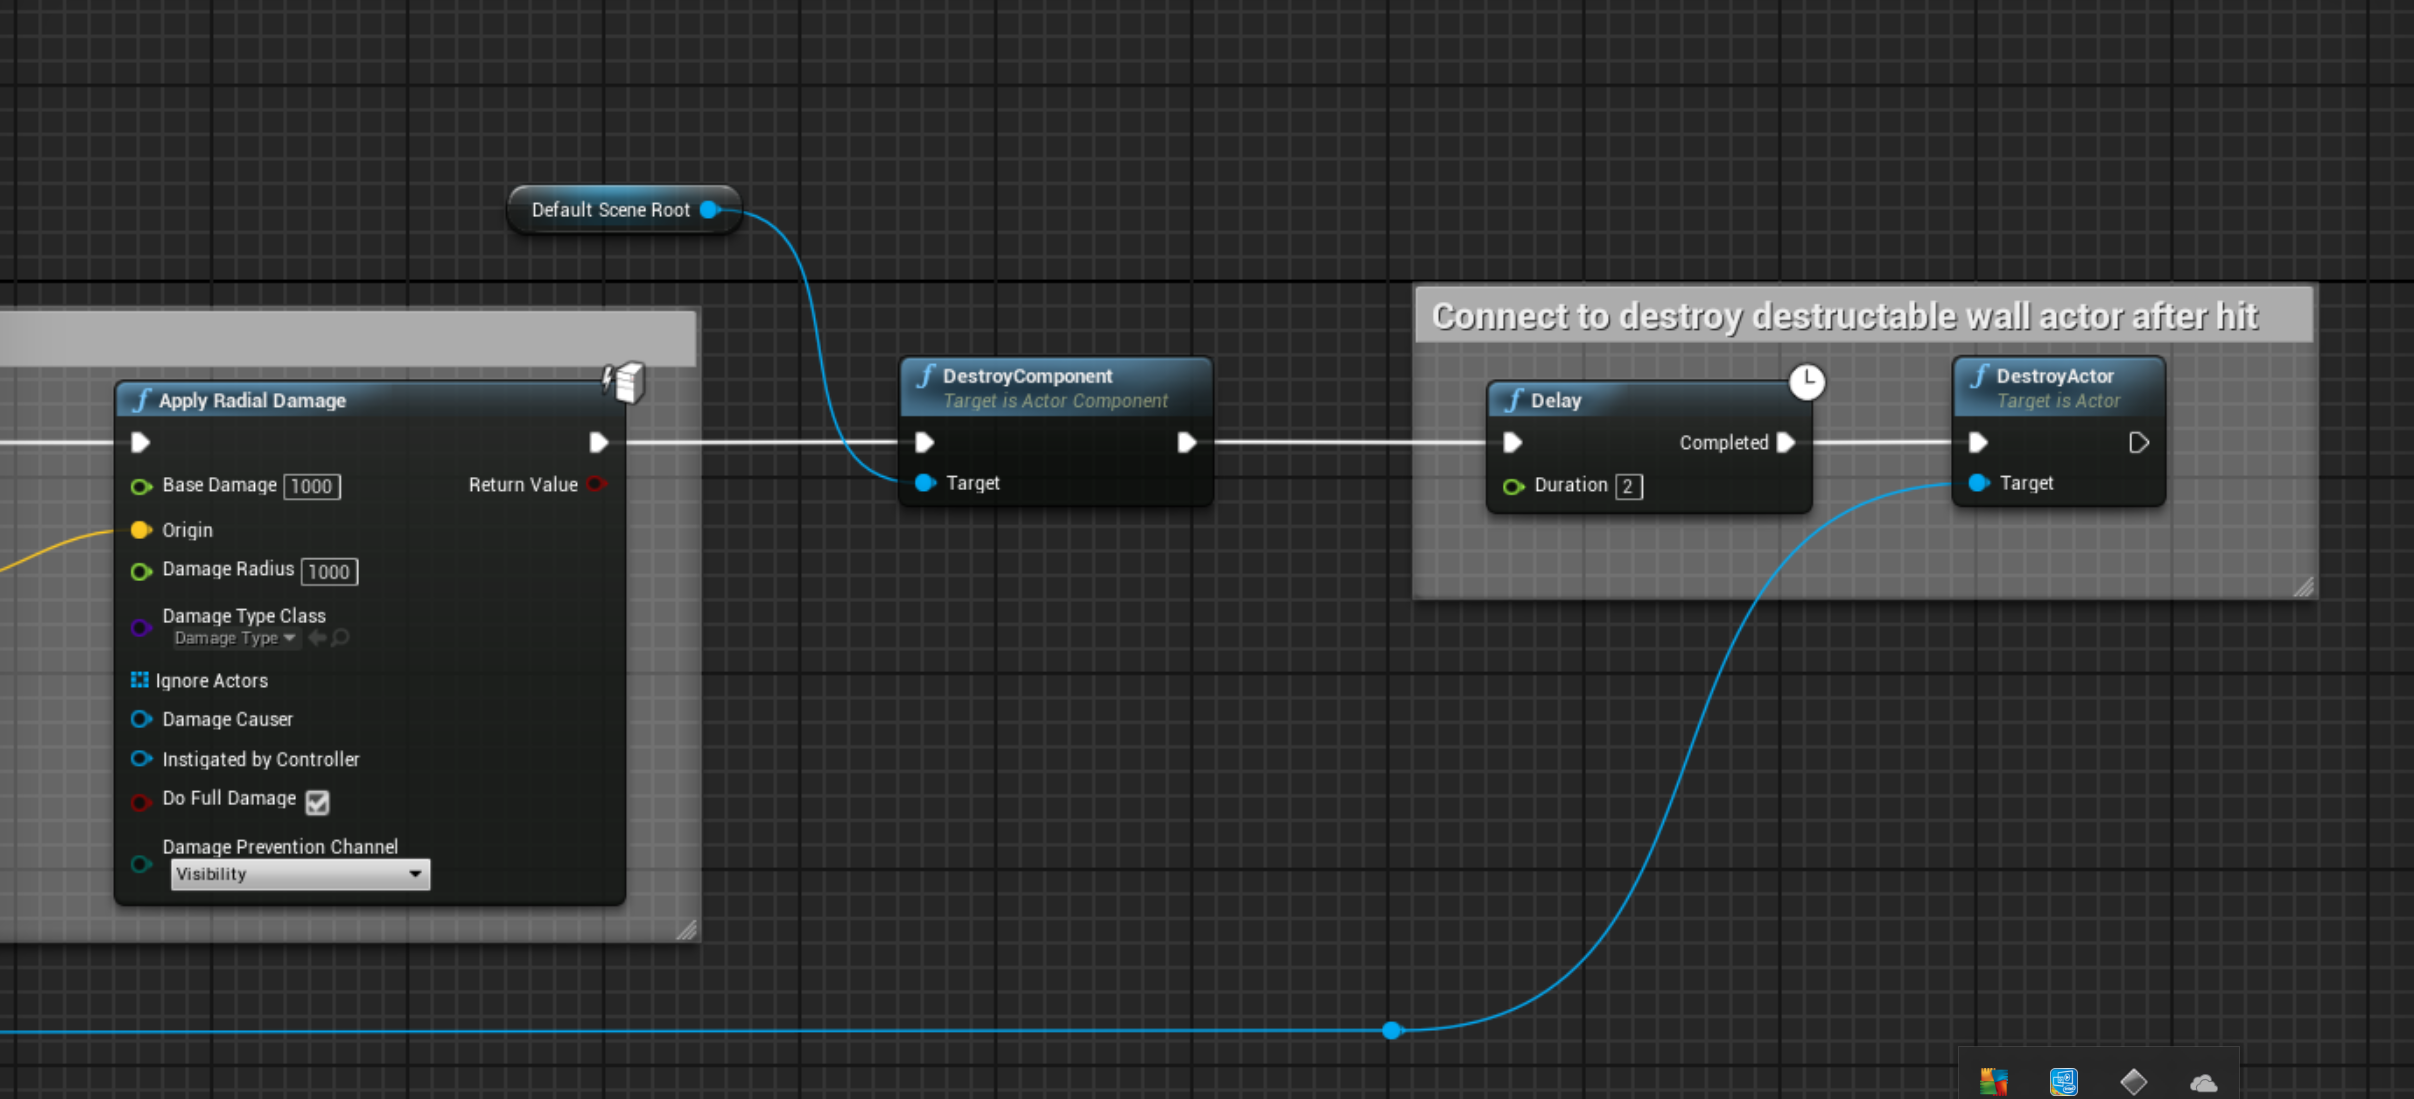 Default Scene Root
Connect to destroy destructable wall actor after hit
Apply Radial Damage
Base Damage 1000
Return Value
Origin
Damage Radius 1000
Damage Type Class
Damage Type
Ignore Actors
Damage Causer
Instigated by Controller
Do Full Damage
Damage Prevention Channel
Visibility
DestroyComponent
Target is Actor Component
Target
Delay
Completed
Duration 2
DestroyActor
Target is Actor
Target